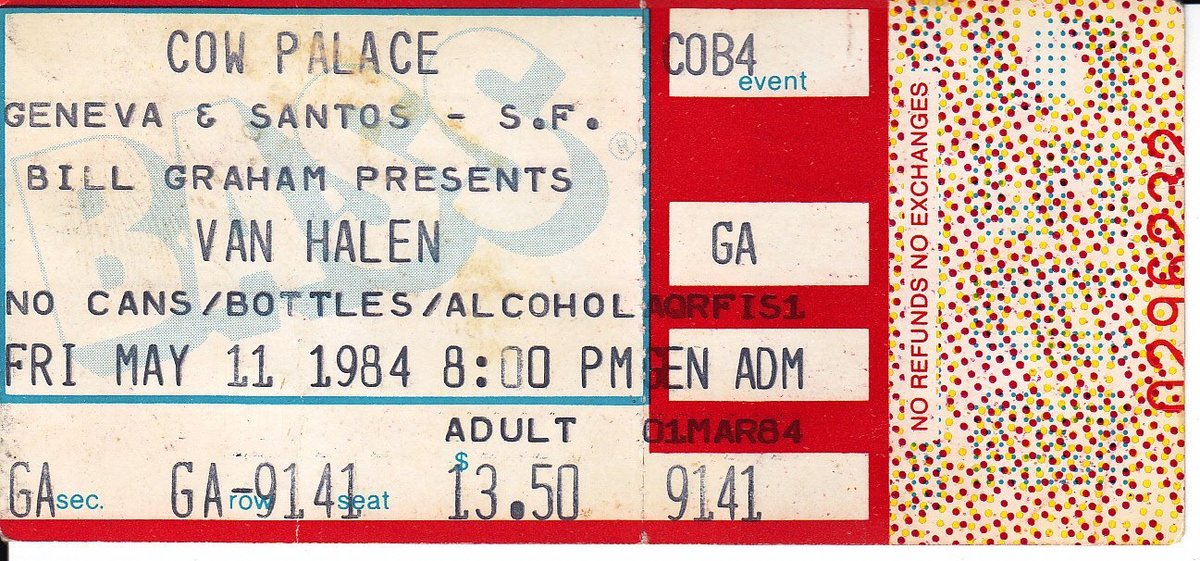 COW PALACE
GENEVA & SANTOS - S.F.
BILL GRAHAM PRESENTS
VAN HALEN
NO CANS/BOTTLES/ALCOHOL
FRI MAY 11 1984 8:00 PM
ADULT
GA sec. GA-9141 row seat $13.50
BASS®
COB4
event
GA
AQRFIS1
GEN ADM
01MAR84
9141
NO REFUNDS NO EXCHANGES
0296232